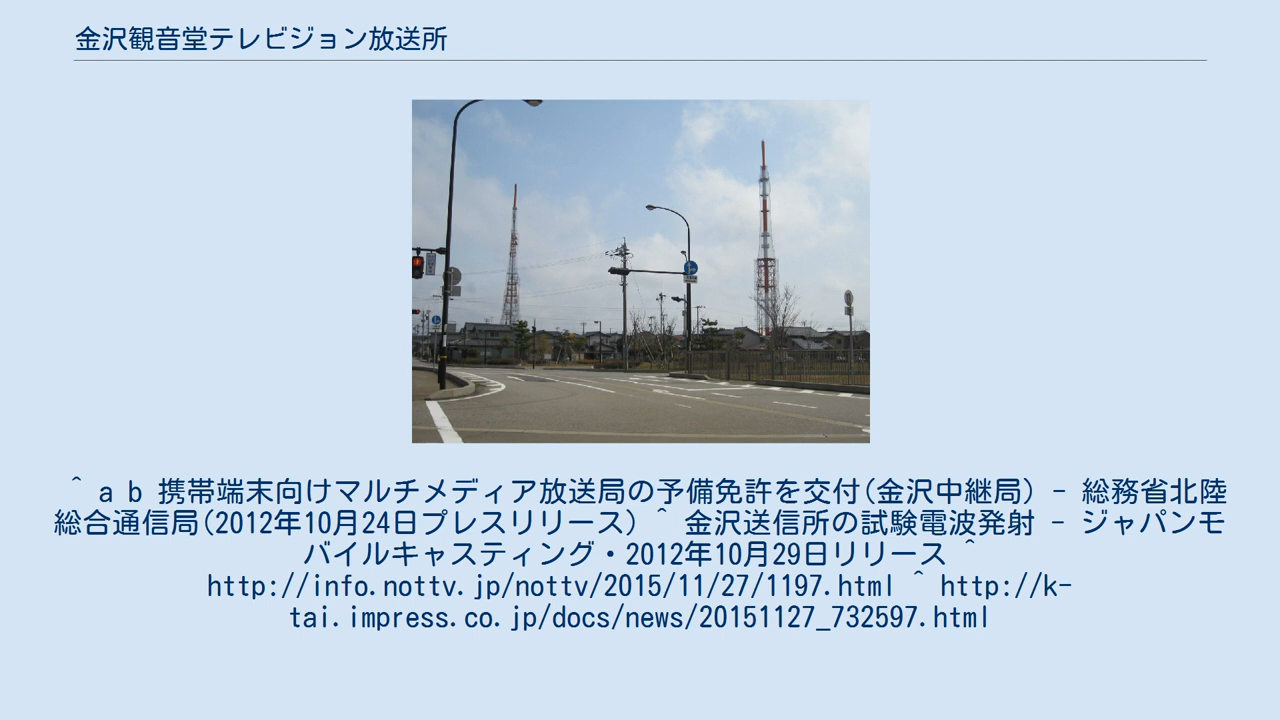 金沢観音堂テレビジョン放送所
^ a b 携帯端末向けマルチメディア放送局の予備免許を交付(金沢中継局) - 総務省北陸
総合通信局(2012年10月24日プレスリリース) ^ 金沢送信所の試験電波発射 - ジャパンモ
バイルキャスティング・2012年10月29日リリース ^
http://info.nottv.jp/nottv/2015/11/27/1197.html ^ http://k-
tai.impress.co.jp/docs/news/20151127_732597.html